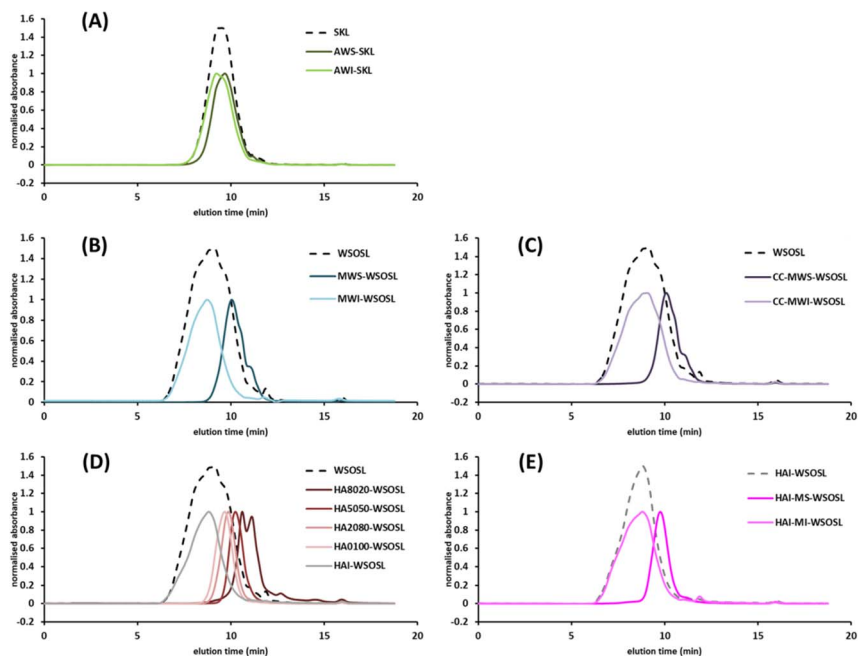 (A)
SKL
AWS-SKL
AWI-SKL
normalised absorbance
1.6
1.4
1.2
1
0.8
0.6
0.4
0.2
0
-0.2
0
5
10
15
20
elution time (min)
(B)
WSOSL
MWS-WSOSL
MWI-WSOSL
normalised absorbance
1.6
1.4
1.2
1
0.8
0.6
0.4
0.2
0
-0.2
0
5
10
15
20
elution time (min)
(C)
WSOSL
CC-MWS-WSOSL
CC-MWI-WSOSL
normalised absorbance
1.6
1.4
1.2
1
0.8
0.6
0.4
0.2
0
-0.2
0
5
10
15
20
elution time (min)
(D)
WSOSL
HA8020-WSOSL
HA5050-WSOSL
HA2080-WSOSL
HA0100-WSOSL
HAI-WSOSL
normalised absorbance
1.6
1.4
1.2
1
0.8
0.6
0.4
0.2
0
-0.2
0
5
10
15
20
elution time (min)
(E)
HAI-WSOSL
HAI-MS-WSOSL
HAI-MI-WSOSL
normalised absorbance
1.6
1.4
1.2
1
0.8
0.6
0.4
0.2
0
-0.2
0
5
10
15
20
elution time (min)